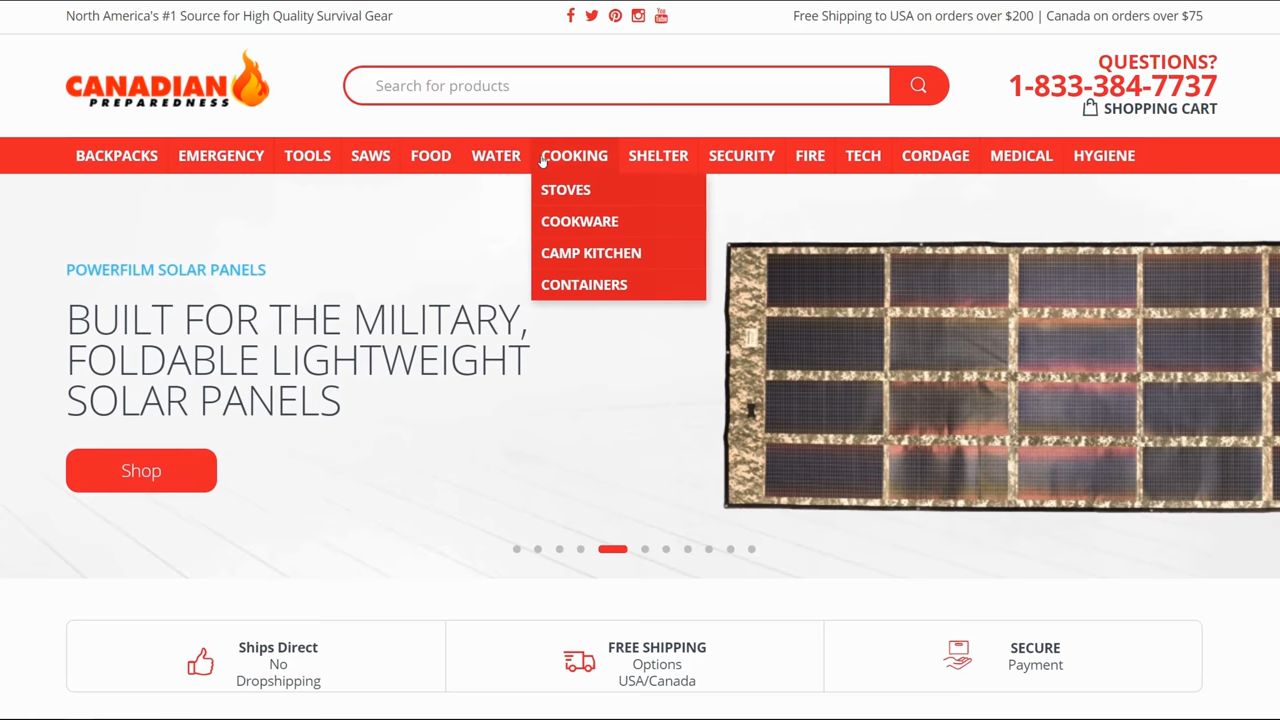 North America's #1 Source for High Quality Survival Gear
Free Shipping to USA on orders over $200 | Canada on orders over $75
CANADIAN
PREPAREDNESS
Search for products
QUESTIONS?
1-833-384-7737
SHOPPING CART
BACKPACKS EMERGENCY TOOLS SAWS FOOD WATER COOKING SHELTER SECURITY FIRE TECH CORDAGE MEDICAL HYGIENE
STOVES
COOKWARE
CAMP KITCHEN
CONTAINERS
POWERFILM SOLAR PANELS
BUILT FOR THE MILITARY,
FOLDABLE LIGHTWEIGHT
SOLAR PANELS
Shop
Ships Direct
No
Dropshipping
FREE SHIPPING
Options
USA/Canada
SECURE
Payment